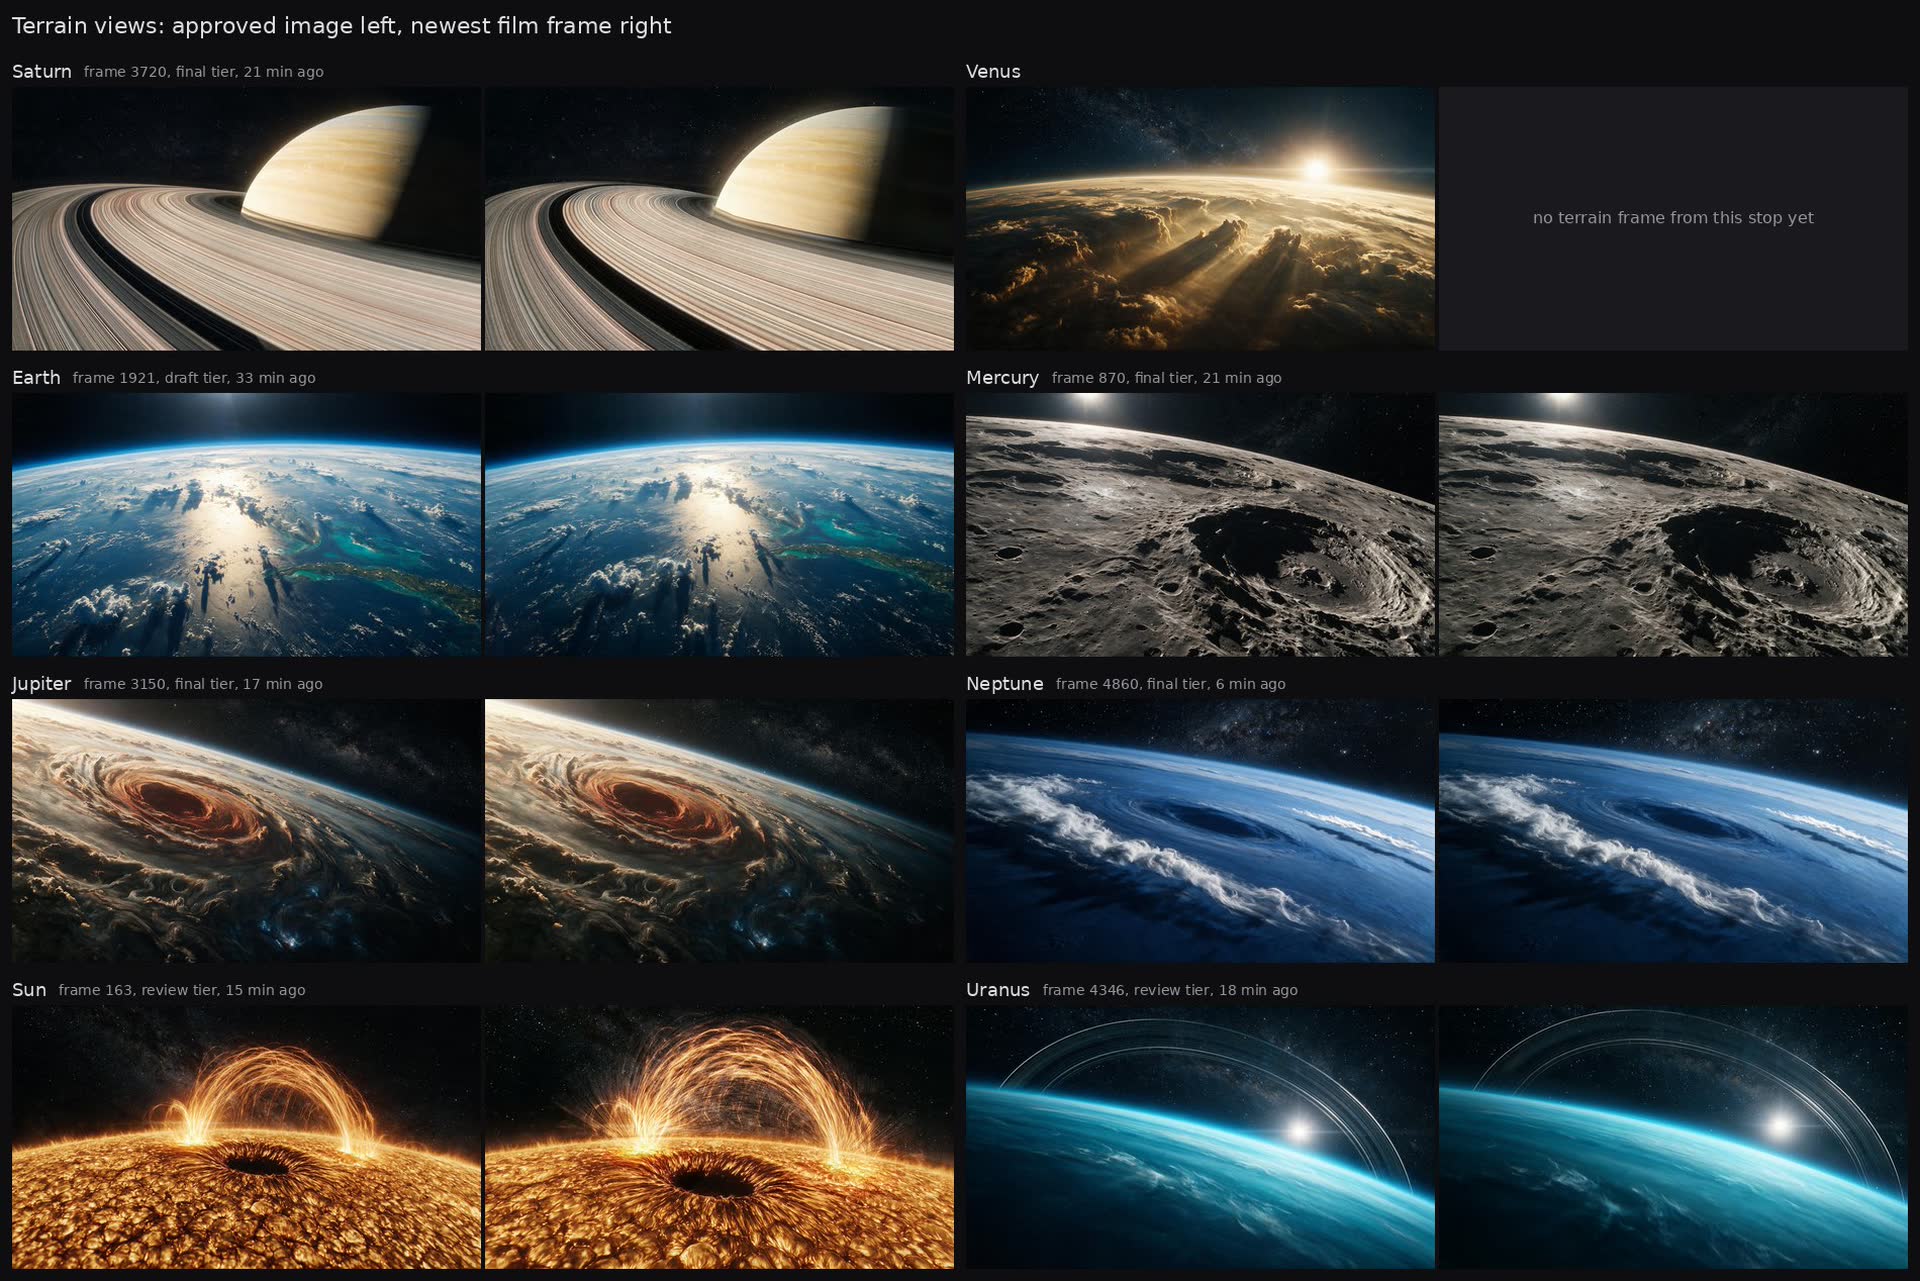 Terrain views: approved image left, newest film frame right
Saturn frame 3720, final tier, 21 min ago
Venus
no terrain frame from this stop yet
Earth frame 1921, draft tier, 33 min ago
Mercury frame 870, final tier, 21 min ago
Jupiter frame 3150, final tier, 17 min ago
Neptune frame 4860, final tier, 6 min ago
Sun frame 163, review tier, 15 min ago
Uranus frame 4346, review tier, 18 min ago